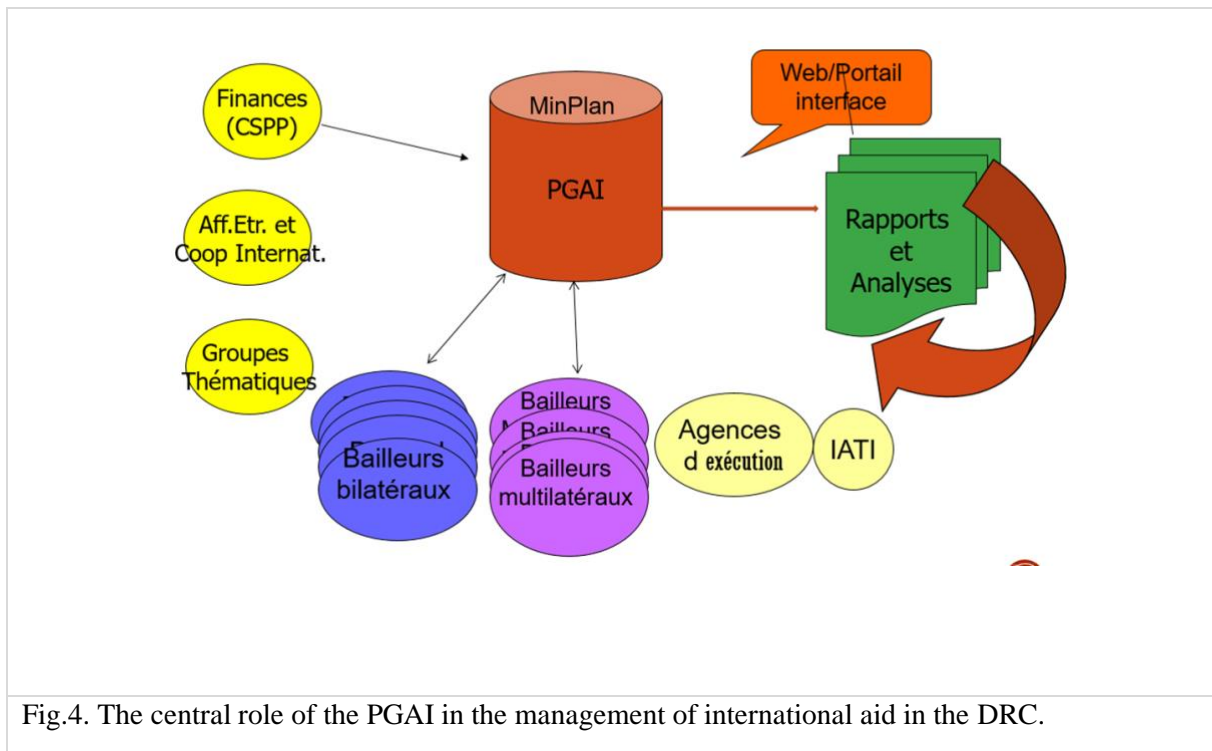 Finances
(CSPP)
Aff.Etr. et
Coop Internat.
Groupes
Thématiques
MinPlan
PGAI
Web/Portail
interface
Rapports
et
Analyses
Bailleurs
bilatéraux
Bailleurs
Bailleurs
Bailleurs
multilatéraux
Agences
d exécution
IATI
Fig.4. The central role of the PGAI in the management of international aid in the DRC.